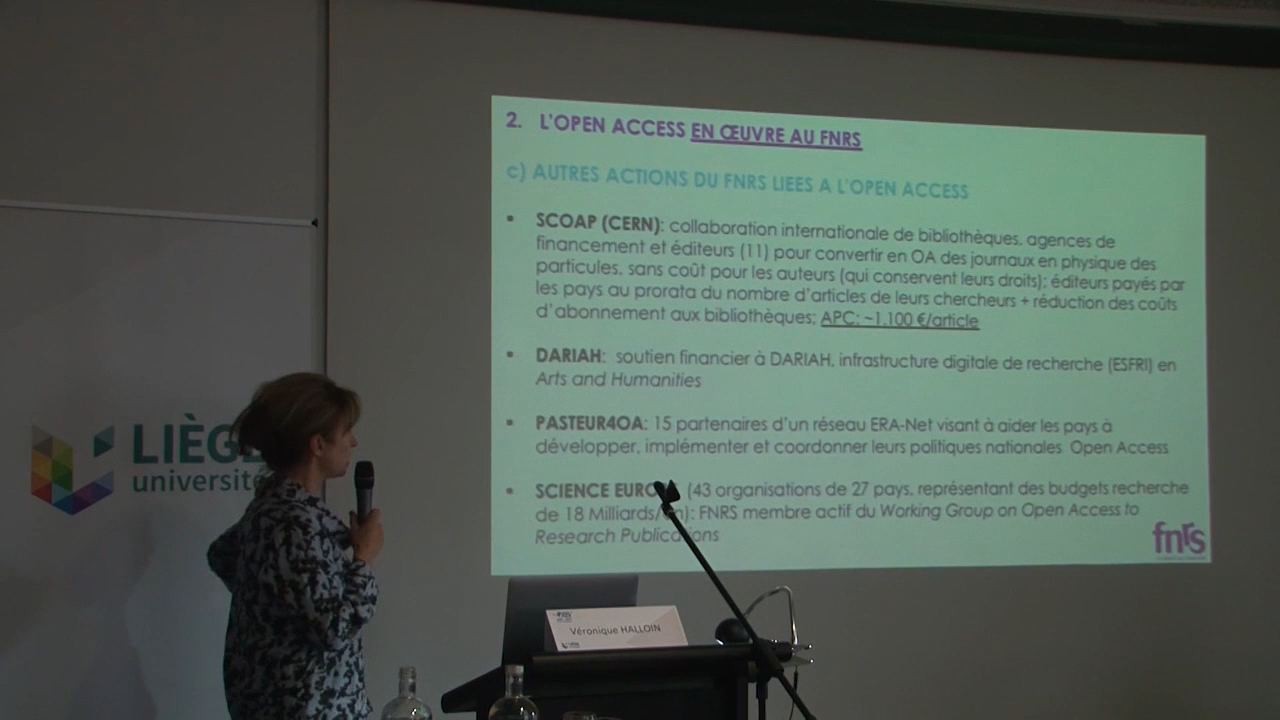 2. L'OPEN ACCESS EN ŒUVRE AU FNRS
c) AUTRES ACTIONS DU FNRS LIEES A L'OPEN ACCESS
▪ SCOAP (CERN): collaboration internationale de bibliothèques, agences de
financement et éditeurs (11) pour convertir en OA des journaux en physique des
particules, sans coût pour les auteurs (qui conservent leurs droits); éditeurs payés par
les pays au prorata du nombre d'articles de leurs chercheurs + réduction des coûts
d'abonnement aux bibliothèques; APC: ~1.100 €/article
▪ DARIAH: soutien financier à DARIAH, infrastructure digitale de recherche (ESFRI) en
Arts and Humanities
▪ PASTEUR4OA: 15 partenaires d'un réseau ERA-Net visant à aider les pays à
développer, implémenter et coordonner leurs politiques nationales Open Access
▪ SCIENCE (43 organisations de 27 pays, représentant des budgets recherche
de 18 Milliards/ FNRS membre actif du Working Group on Open Access to
Research
fnrs
LIÈGE
université
Véronique HALLOIN